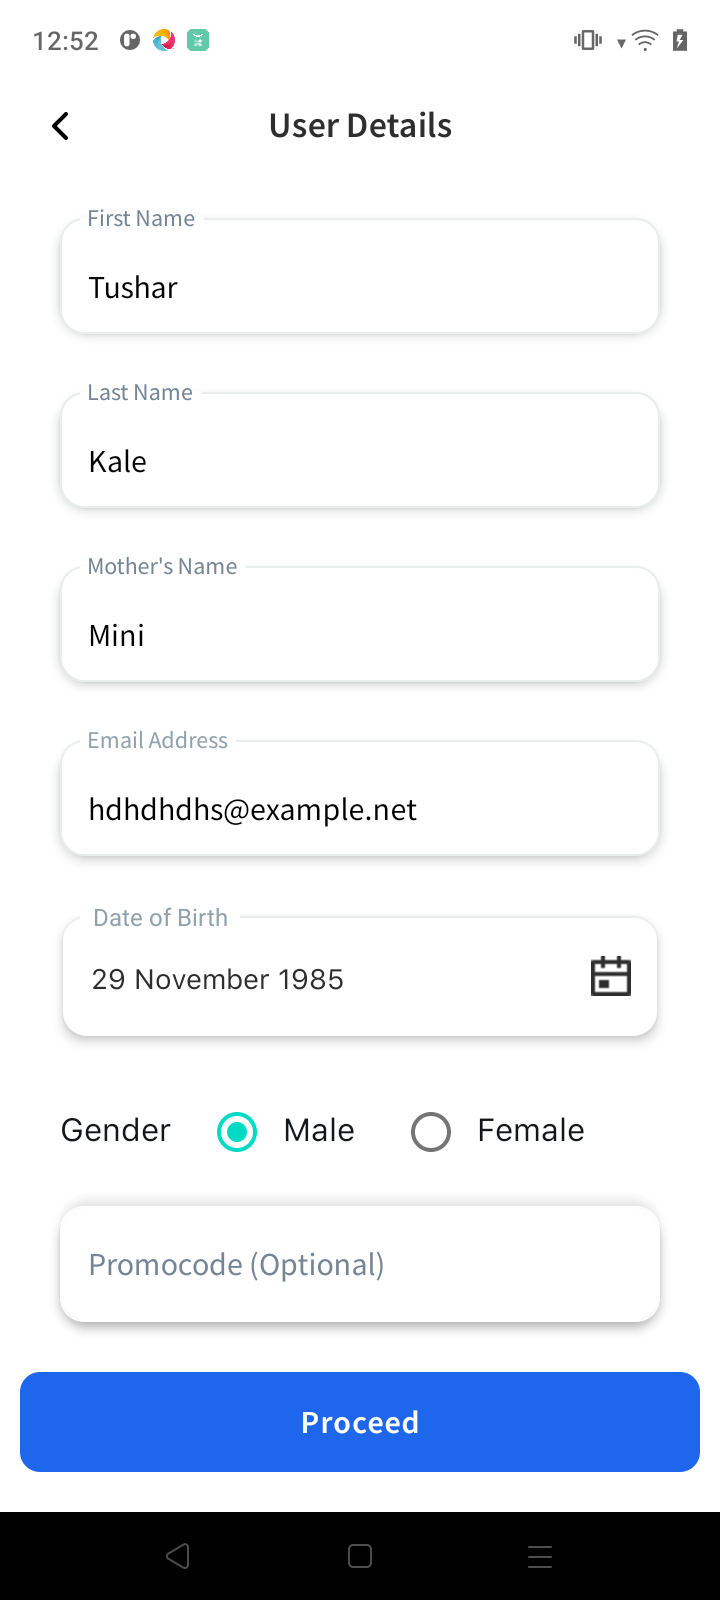 12:52
User Details
First Name
Tushar
Last Name
Kale
Mother's Name
Mini
Email Address
hdhdhdhs@example.net
Date of Birth
29 November 1985
Gender Male Female
Promocode (Optional)
Proceed